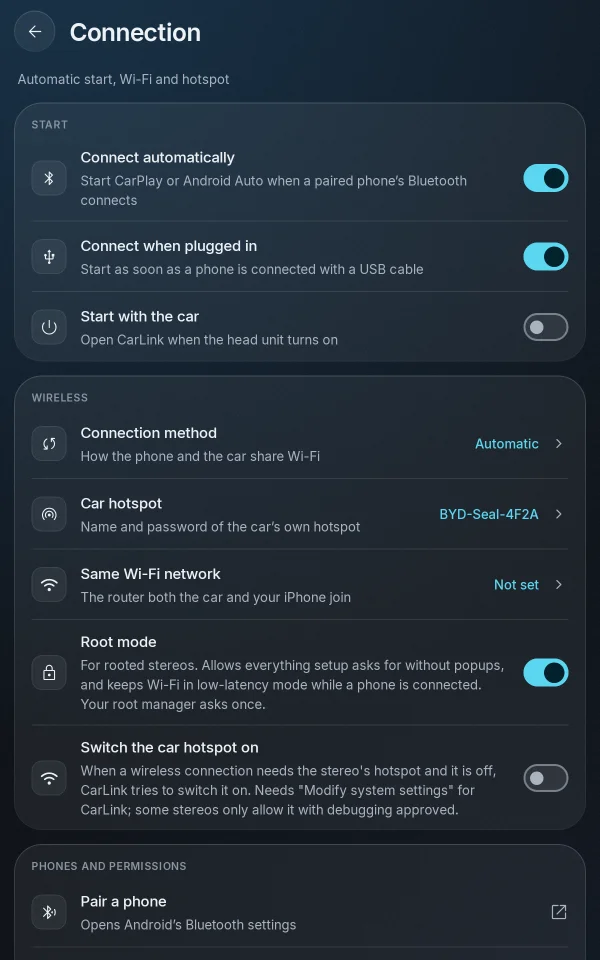 Connection
Automatic start, Wi-Fi and hotspot
START
Connect automatically
Start CarPlay or Android Auto when a paired phone’s Bluetooth
connects
Connect when plugged in
Start as soon as a phone is connected with a USB cable
Start with the car
Open CarLink when the head unit turns on
WIRELESS
Connection method
How the phone and the car share Wi-Fi
Automatic
Car hotspot
Name and password of the car’s own hotspot
BYD-Seal-4F2A
Same Wi-Fi network
The router both the car and your iPhone join
Not set
Root mode
For rooted stereos. Allows everything setup asks for without popups,
and keeps Wi-Fi in low-latency mode while a phone is connected.
Your root manager asks once.
Switch the car hotspot on
When a wireless connection needs the stereo's hotspot and it is off,
CarLink tries to switch it on. Needs "Modify system settings" for
CarLink; some stereos only allow it with debugging approved.
PHONES AND PERMISSIONS
Pair a phone
Opens Android’s Bluetooth settings